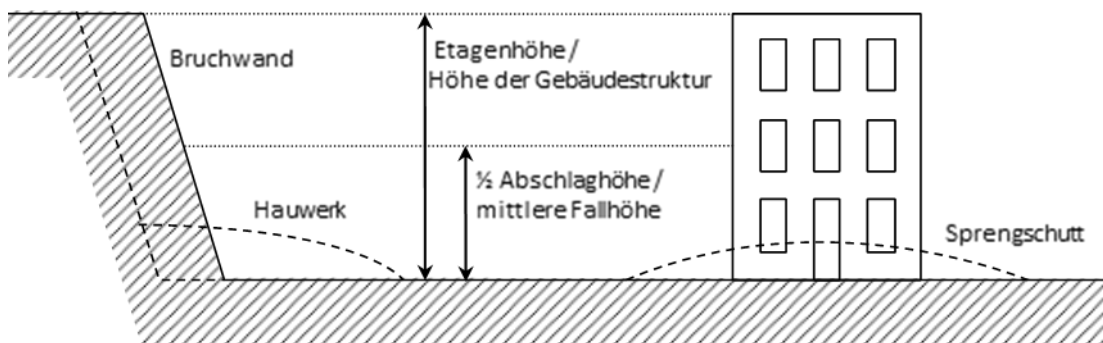 Bruchwand
Etagenhöhe/
Höhe der Gebäudestruktur
½ Abschlaghöhe/
mittlere Fallhöhe
Hauwerk
Sprengschutt